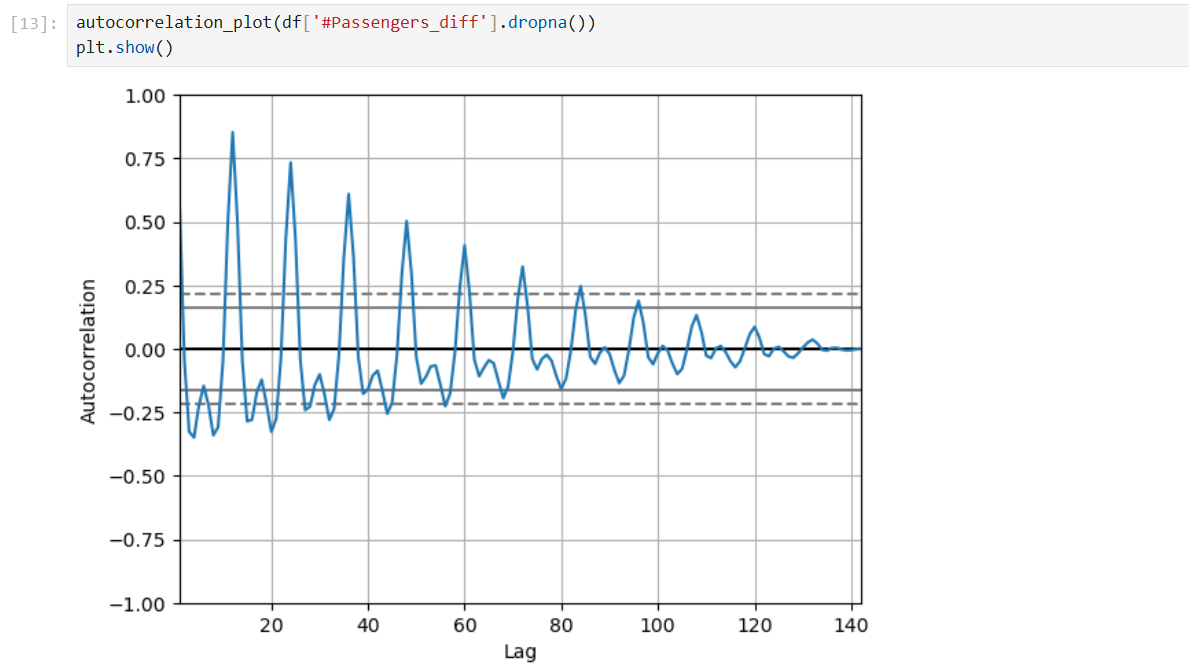 [13]:
autocorrelation_plot(df['#Passengers_diff'].dropna())
plt.show()
1.00
0.75
0.50
0.25
0.00
−0.25
−0.50
−0.75
−1.00
Autocorrelation
20 40 60 80 100 120 140
Lag